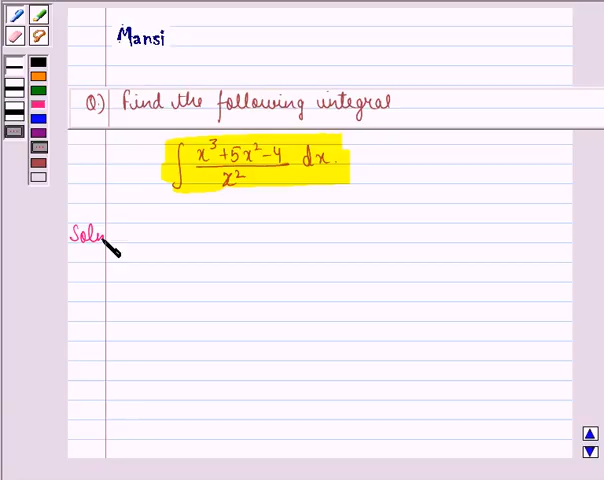 Mansi
Q.) Find the following integral
∫ x³+5x²-4 / x² dx.
Soln